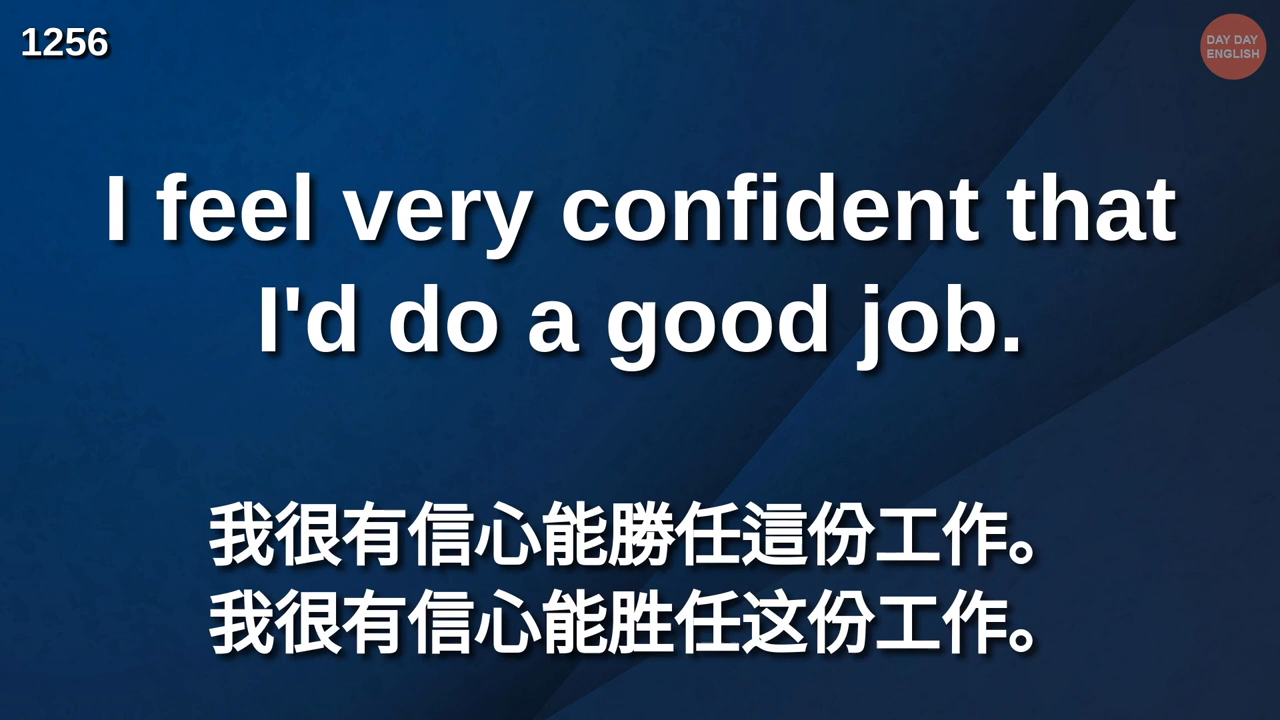 1256
DAY DAY
ENGLISH
I feel very confident that
I'd do a good job.
我很有信心能勝任這份工作。
我很有信心能胜任这份工作。